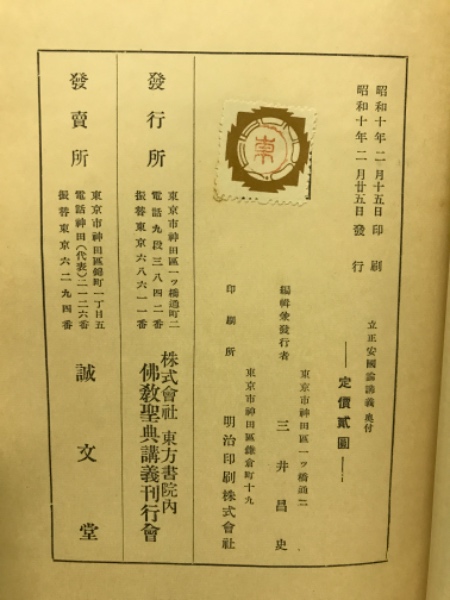 昭和十年二月十五日印刷
昭和十年二月廿五日發行
立正安國論講義 奥付
定價貳圓
東京市神田區一ツ橋通二
編輯兼發行者 三井昌史
東京市神田區鎌倉町十九
印刷所 明治印刷株式會社
東
發行所
東京市神田區一ツ橋通町二
電話九段三八四二番
振替東京六八六一一番
株式會社 東方書院內
佛敎聖典講義刊行會
發賣所
東京市神田區錦町一丁目五
電話神田(代表)二一二六番
振替東京六二九四番
誠文堂